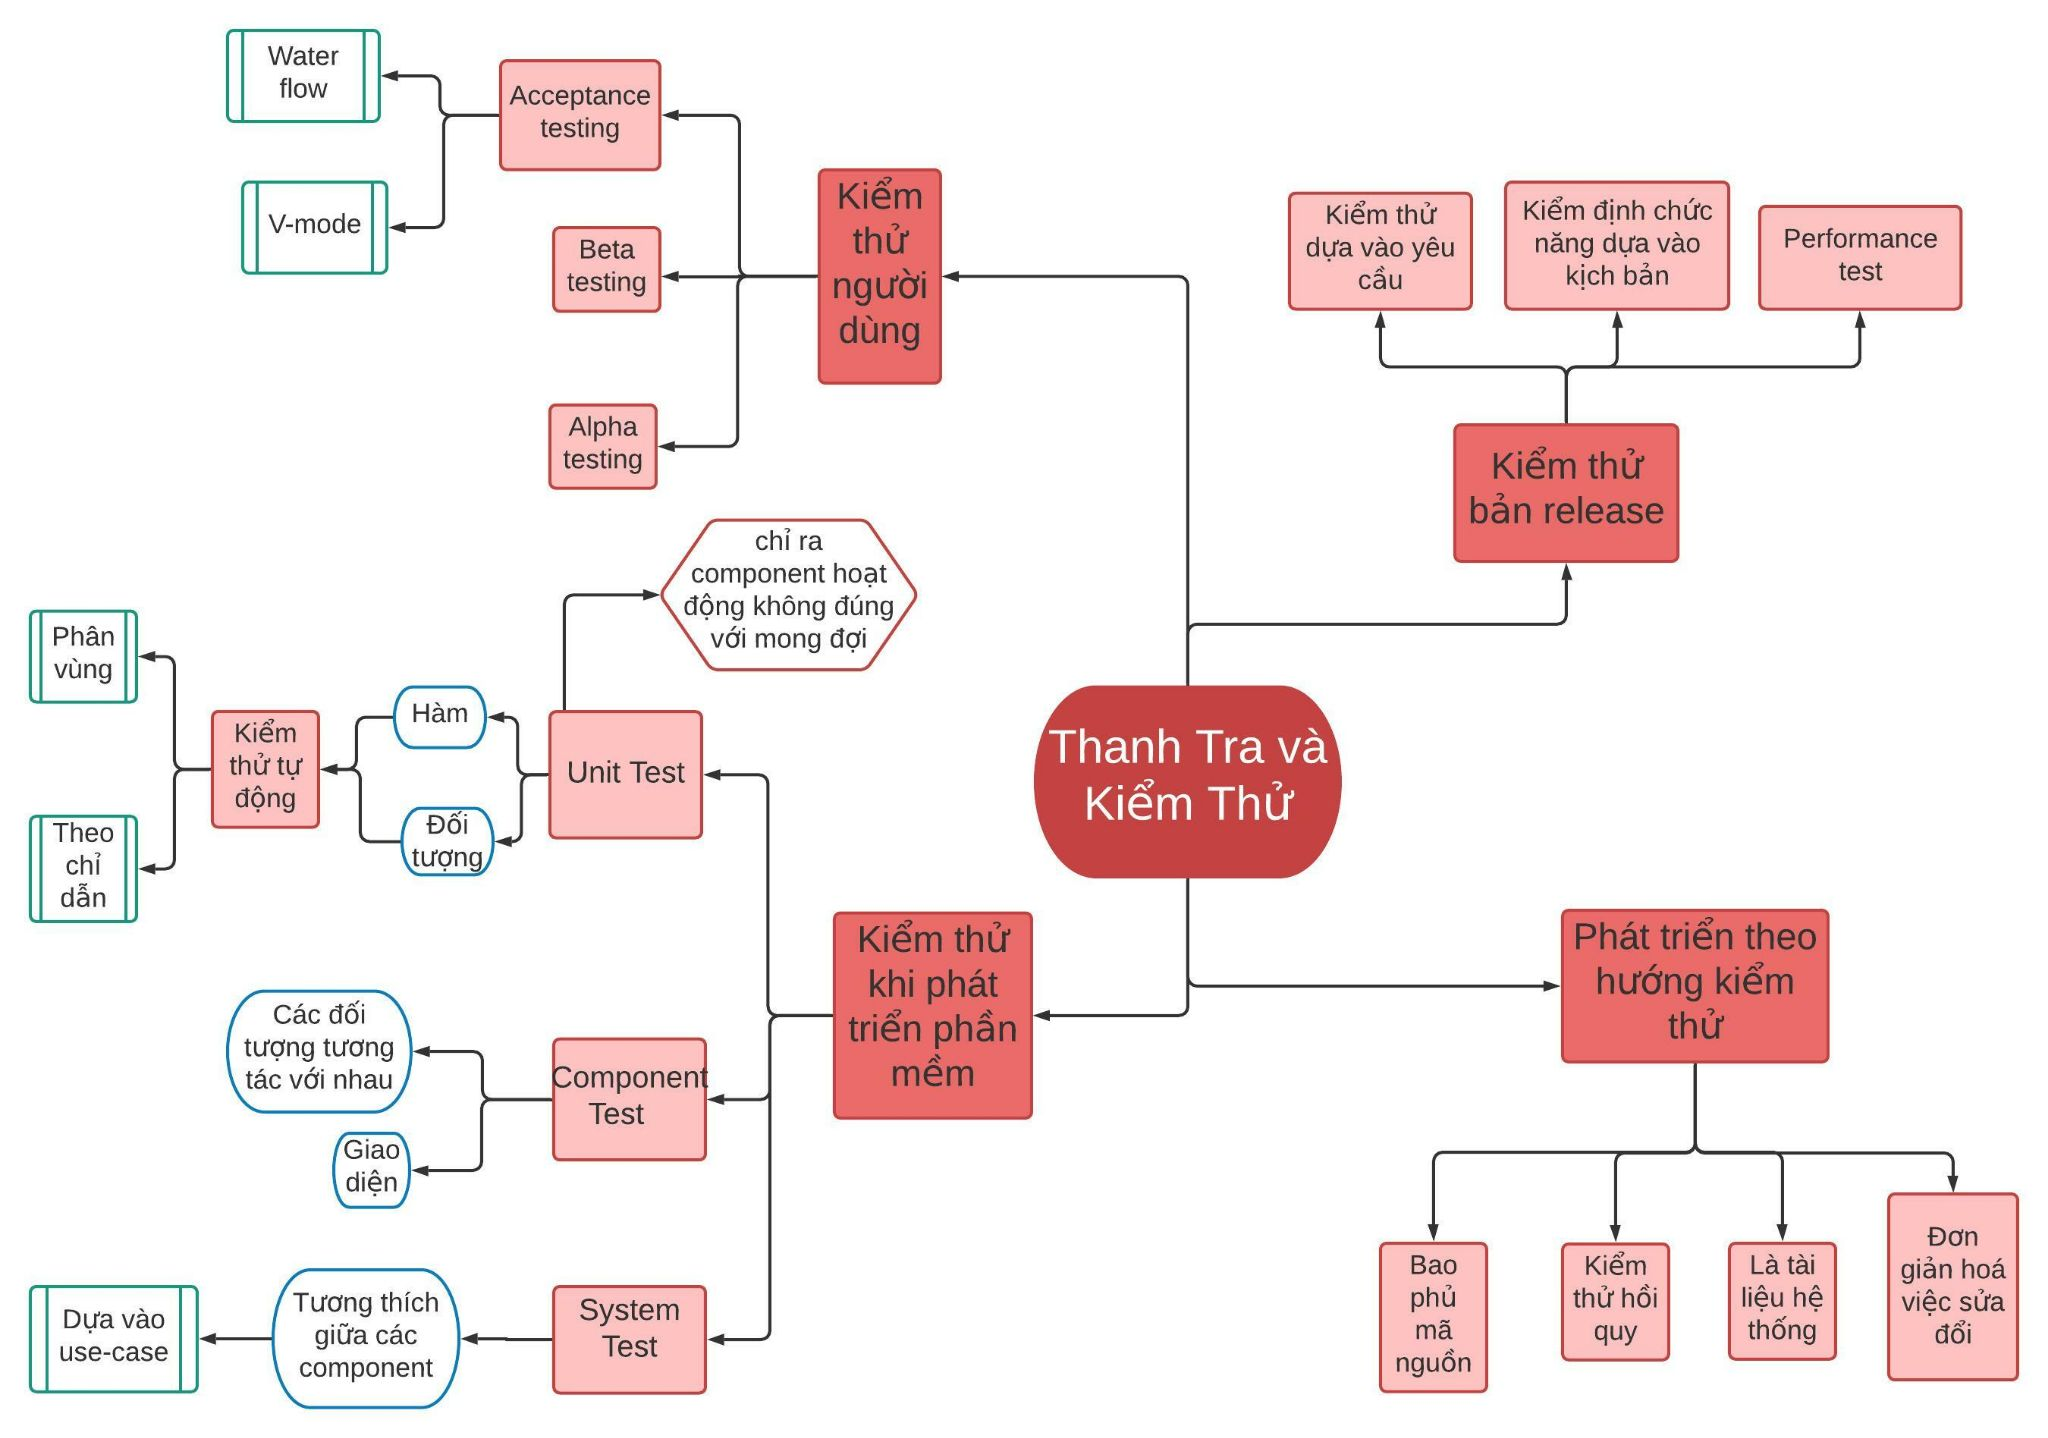 Water
flow
Acceptance
testing
V-mode
Beta
testing
Alpha
testing
Kiểm
thử
người
dùng
Kiểm thử
dựa vào yêu
cầu
Kiểm định chức
năng dựa vào
kịch bản
Performance
test
Kiểm thử
bản release
chỉ ra
component hoạt
động không đúng
với mong đợi
Phân
vùng
Theo
chỉ
dẫn
Kiểm
thử tự
động
Hàm
Đối
tượng
Unit Test
Thanh Tra và
Kiểm Thử
Kiểm thử
khi phát
triển phần
mềm
Phát triển theo
hướng kiểm
thử
Các đối
tượng tương
tác với nhau
Giao
diện
Component
Test
Dựa vào
use-case
Tương thích
giữa các
component
System
Test
Bao
phủ
mã
nguồn
Kiểm
thử hồi
quy
Là tài
liệu hệ
thống
Đơn
giản hoá
việc sửa
đổi